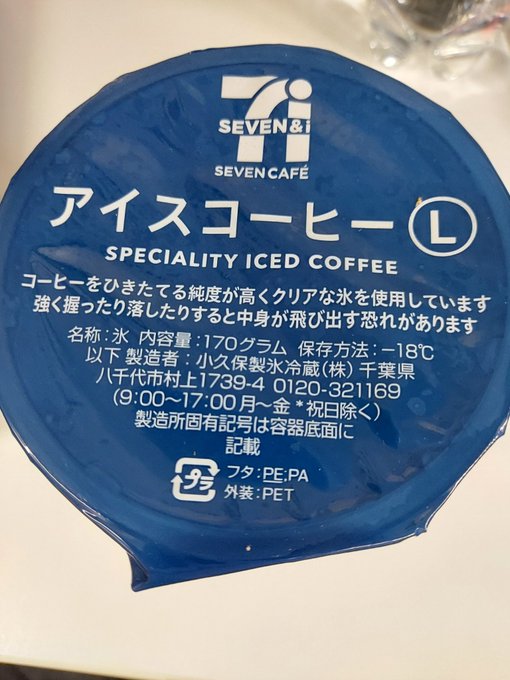 7i
SEVEN&i
SEVEN CAFÉ
アイスコーヒー Ⓛ
SPECIALITY ICED COFFEE
コーヒーをひきたてる純度が高くクリアな氷を使用しています
強く握ったり落したりすると中身が飛び出す恐れがあります
名称:氷 内容量:170グラム 保存方法:−18℃
以下 製造者:小久保製氷冷蔵(株) 千葉県
八千代市村上1739-4 0120-321169
(9:00〜17:00 月〜金 *祝日除く)
製造所固有記号は容器底面に
記載
プラ フタ:PE;PA
外装:PET